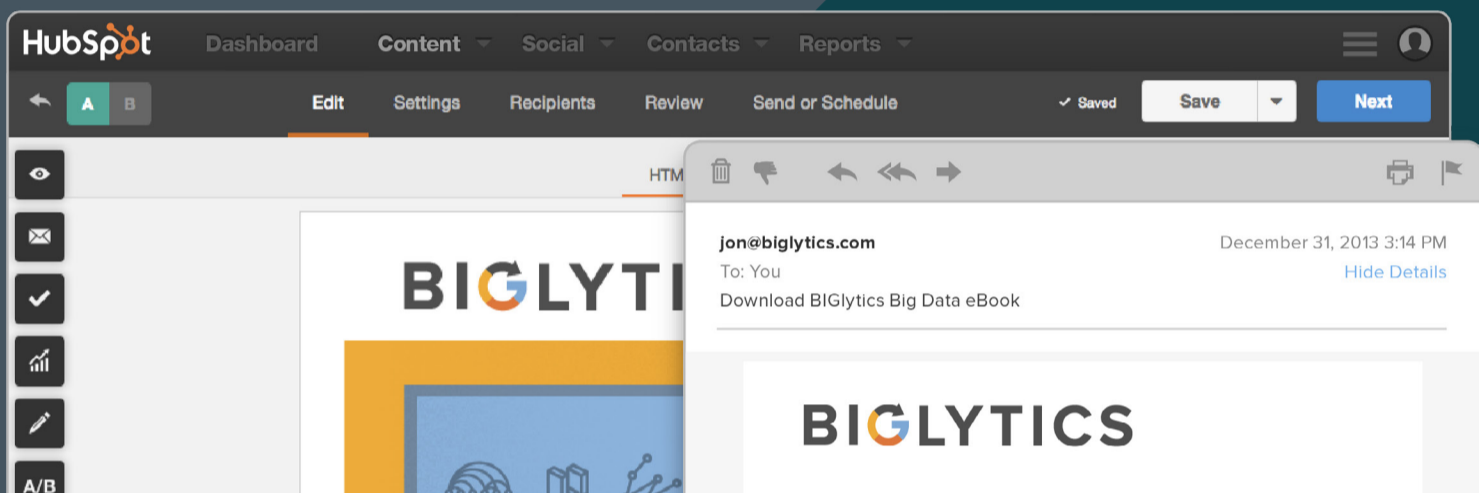 HubSpot Dashboard Content Social Contacts Reports
A B Edit Settings Recipients Review Send or Schedule Saved Save Next
HTM
jon@biglytics.com December 31, 2013 3:14 PM
To: You Hide Details
Download BIGlytics Big Data eBook
BIGLYTI
BIGLYTICS
A/B